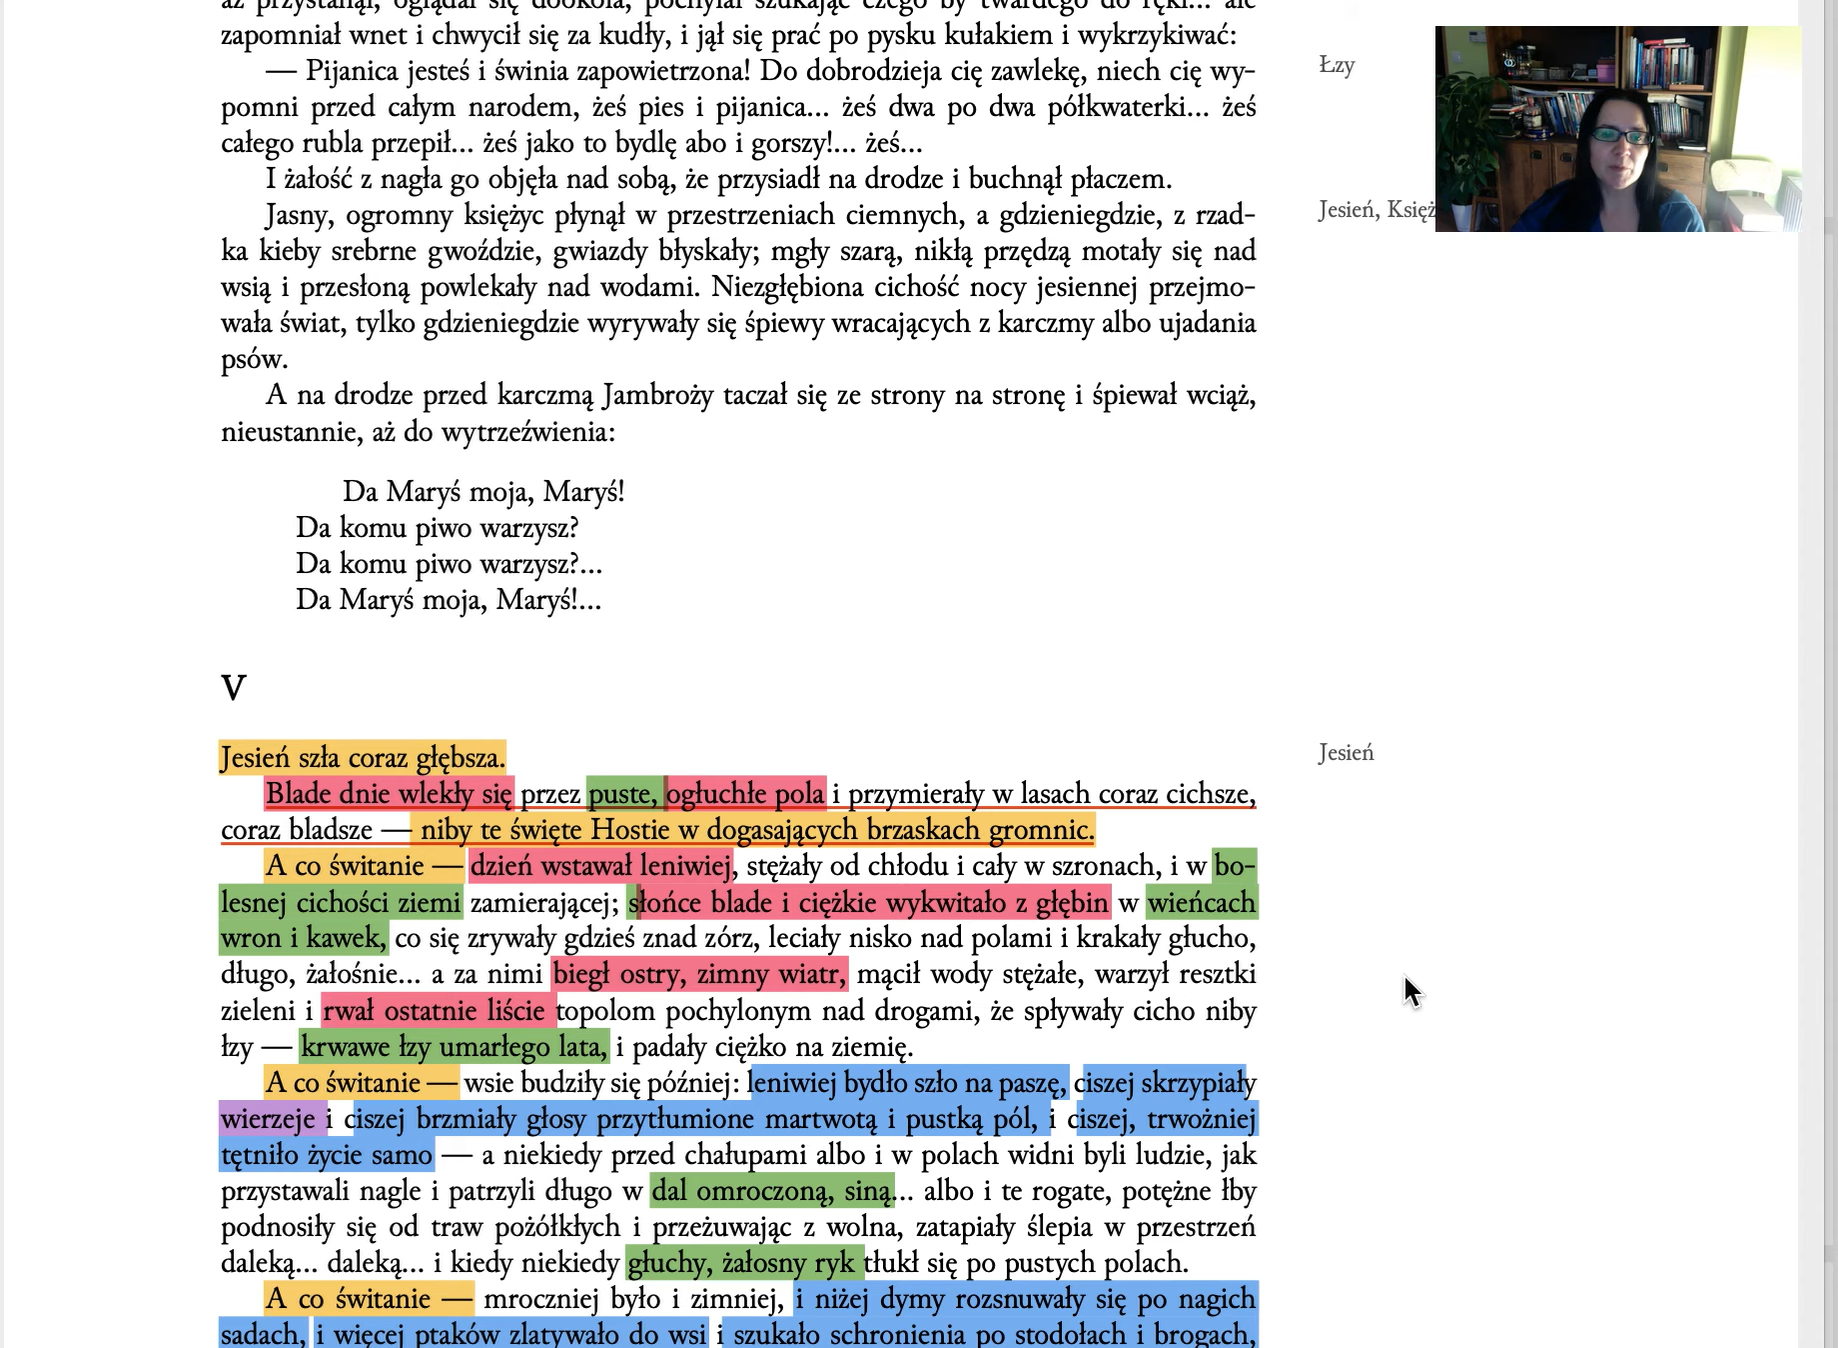 aż przystanął, oglądał się dookoła, pochylał szukając czego by twardego do ręki... ale
zapomniał wnet i chwycił się za kudły, i jął się prać po pysku kułakiem i wykrzykiwać:
— Pijanica jesteś i świnia zapowietrzona! Do dobrodzieja cię zawlekę, niech cię wy-
pomni przed całym narodem, żeś pies i pijanica... żeś dwa po dwa półkwaterki... żeś
całego rubla przepił... żeś jako to bydlę abo i gorszy!... żeś...
I żałość z nagła go objęła nad sobą, że przysiadł na drodze i buchnął płaczem.
Jasny, ogromny księżyc płynął w przestrzeniach ciemnych, a gdzieniegdzie, z rzad-
ka kieby srebrne gwoździe, gwiazdy błyskały; mgły szarą, nikłą przędzą motały się nad
wsią i przesłoną powlekały nad wodami. Niezgłębiona cichość nocy jesiennej przejmo-
wała świat, tylko gdzieniegdzie wyrywały się śpiewy wracających z karczmy albo ujadania
psów.
A na drodze przed karczmą Jambroży taczał się ze strony na stronę i śpiewał wciąż,
nieustannie, aż do wytrzeźwienia:
Da Maryś moja, Maryś!
Da komu piwo warzysz?
Da komu piwo warzysz?...
Da Maryś moja, Maryś!...
V
Jesień szła coraz głębsza.
Blade dnie wlekły się przez puste, ogłuchłe pola i przymierały w lasach coraz cichsze,
coraz bladsze — niby te święte Hostie w dogasających brzaskach gromnic.
A co świtanie — dzień wstawał leniwiej, stężały od chłodu i cały w szronach, i w bo-
lesnej cichości ziemi zamierającej; słońce blade i ciężkie wykwitało z głębin w wieńcach
wron i kawek, co się zrywały gdzieś znad zórz, leciały nisko nad polami i krakały głucho,
długo, żałośnie... a za nimi biegł ostry, zimny wiatr, mącił wody stężałe, warzył resztki
zieleni i rwał ostatnie liście topolom pochylonym nad drogami, że spływały cicho niby
łzy — krwawe łzy umarłego lata, i padały ciężko na ziemię.
A co świtanie — wsie budziły się później: leniwiej bydło szło na paszę, ciszej skrzypiały
wierzeje i ciszej brzmiały głosy przytłumione martwotą i pustką pól, i ciszej, trwożniej
tętniło życie samo — a niekiedy przed chałupami albo i w polach widni byli ludzie, jak
przystawali nagle i patrzyli długo w dal omroczoną, siną... albo i te rogate, potężne łby
podnosiły się od traw pożółkłych i przeżuwając z wolna, zatapiały ślepia w przestrzeń
daleką... daleką... i kiedy niekiedy głuchy, żałosny ryk tłukł się po pustych polach.
A co świtanie — mroczniej było i zimniej, i niżej dymy rozsnuwały się po nagich
sadach, i więcej ptaków zlatywało do wsi i szukało schronienia po stodołach i brogach,
Łzy
Jesień, Księż
Jesień